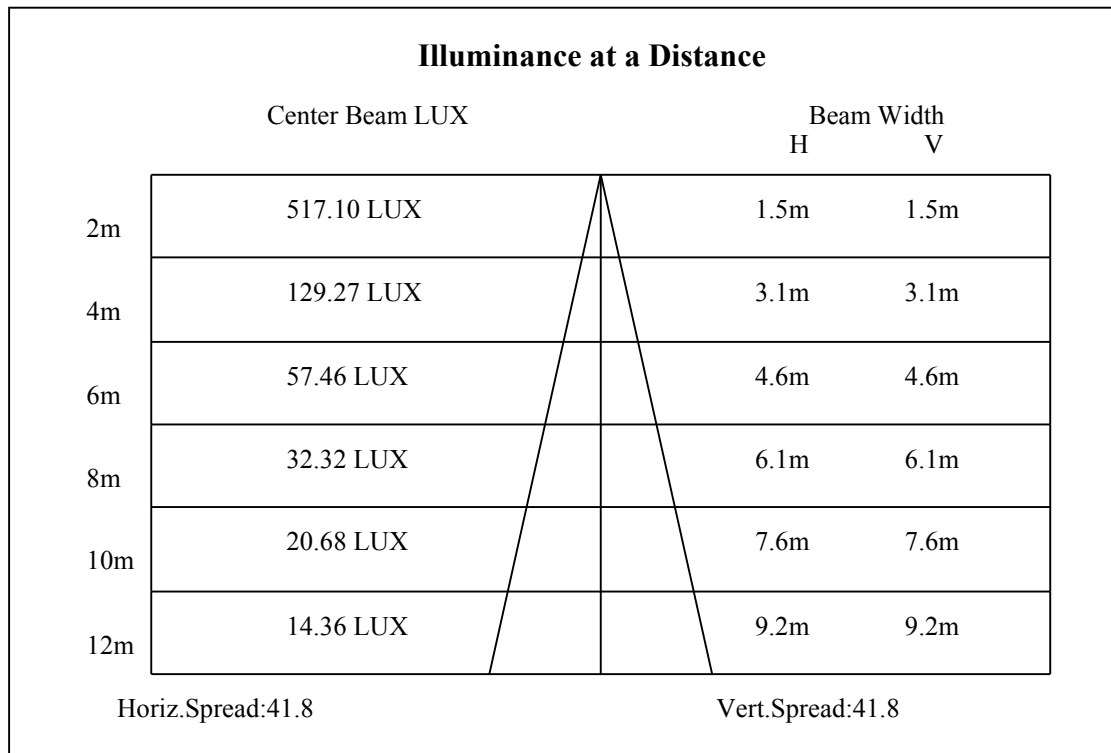 Illuminance at a Distance
Center Beam LUX Beam Width
H V
2m 517.10 LUX 1.5m 1.5m
4m 129.27 LUX 3.1m 3.1m
6m 57.46 LUX 4.6m 4.6m
8m 32.32 LUX 6.1m 6.1m
10m 20.68 LUX 7.6m 7.6m
12m 14.36 LUX 9.2m 9.2m
Horiz.Spread:41.8 Vert.Spread:41.8